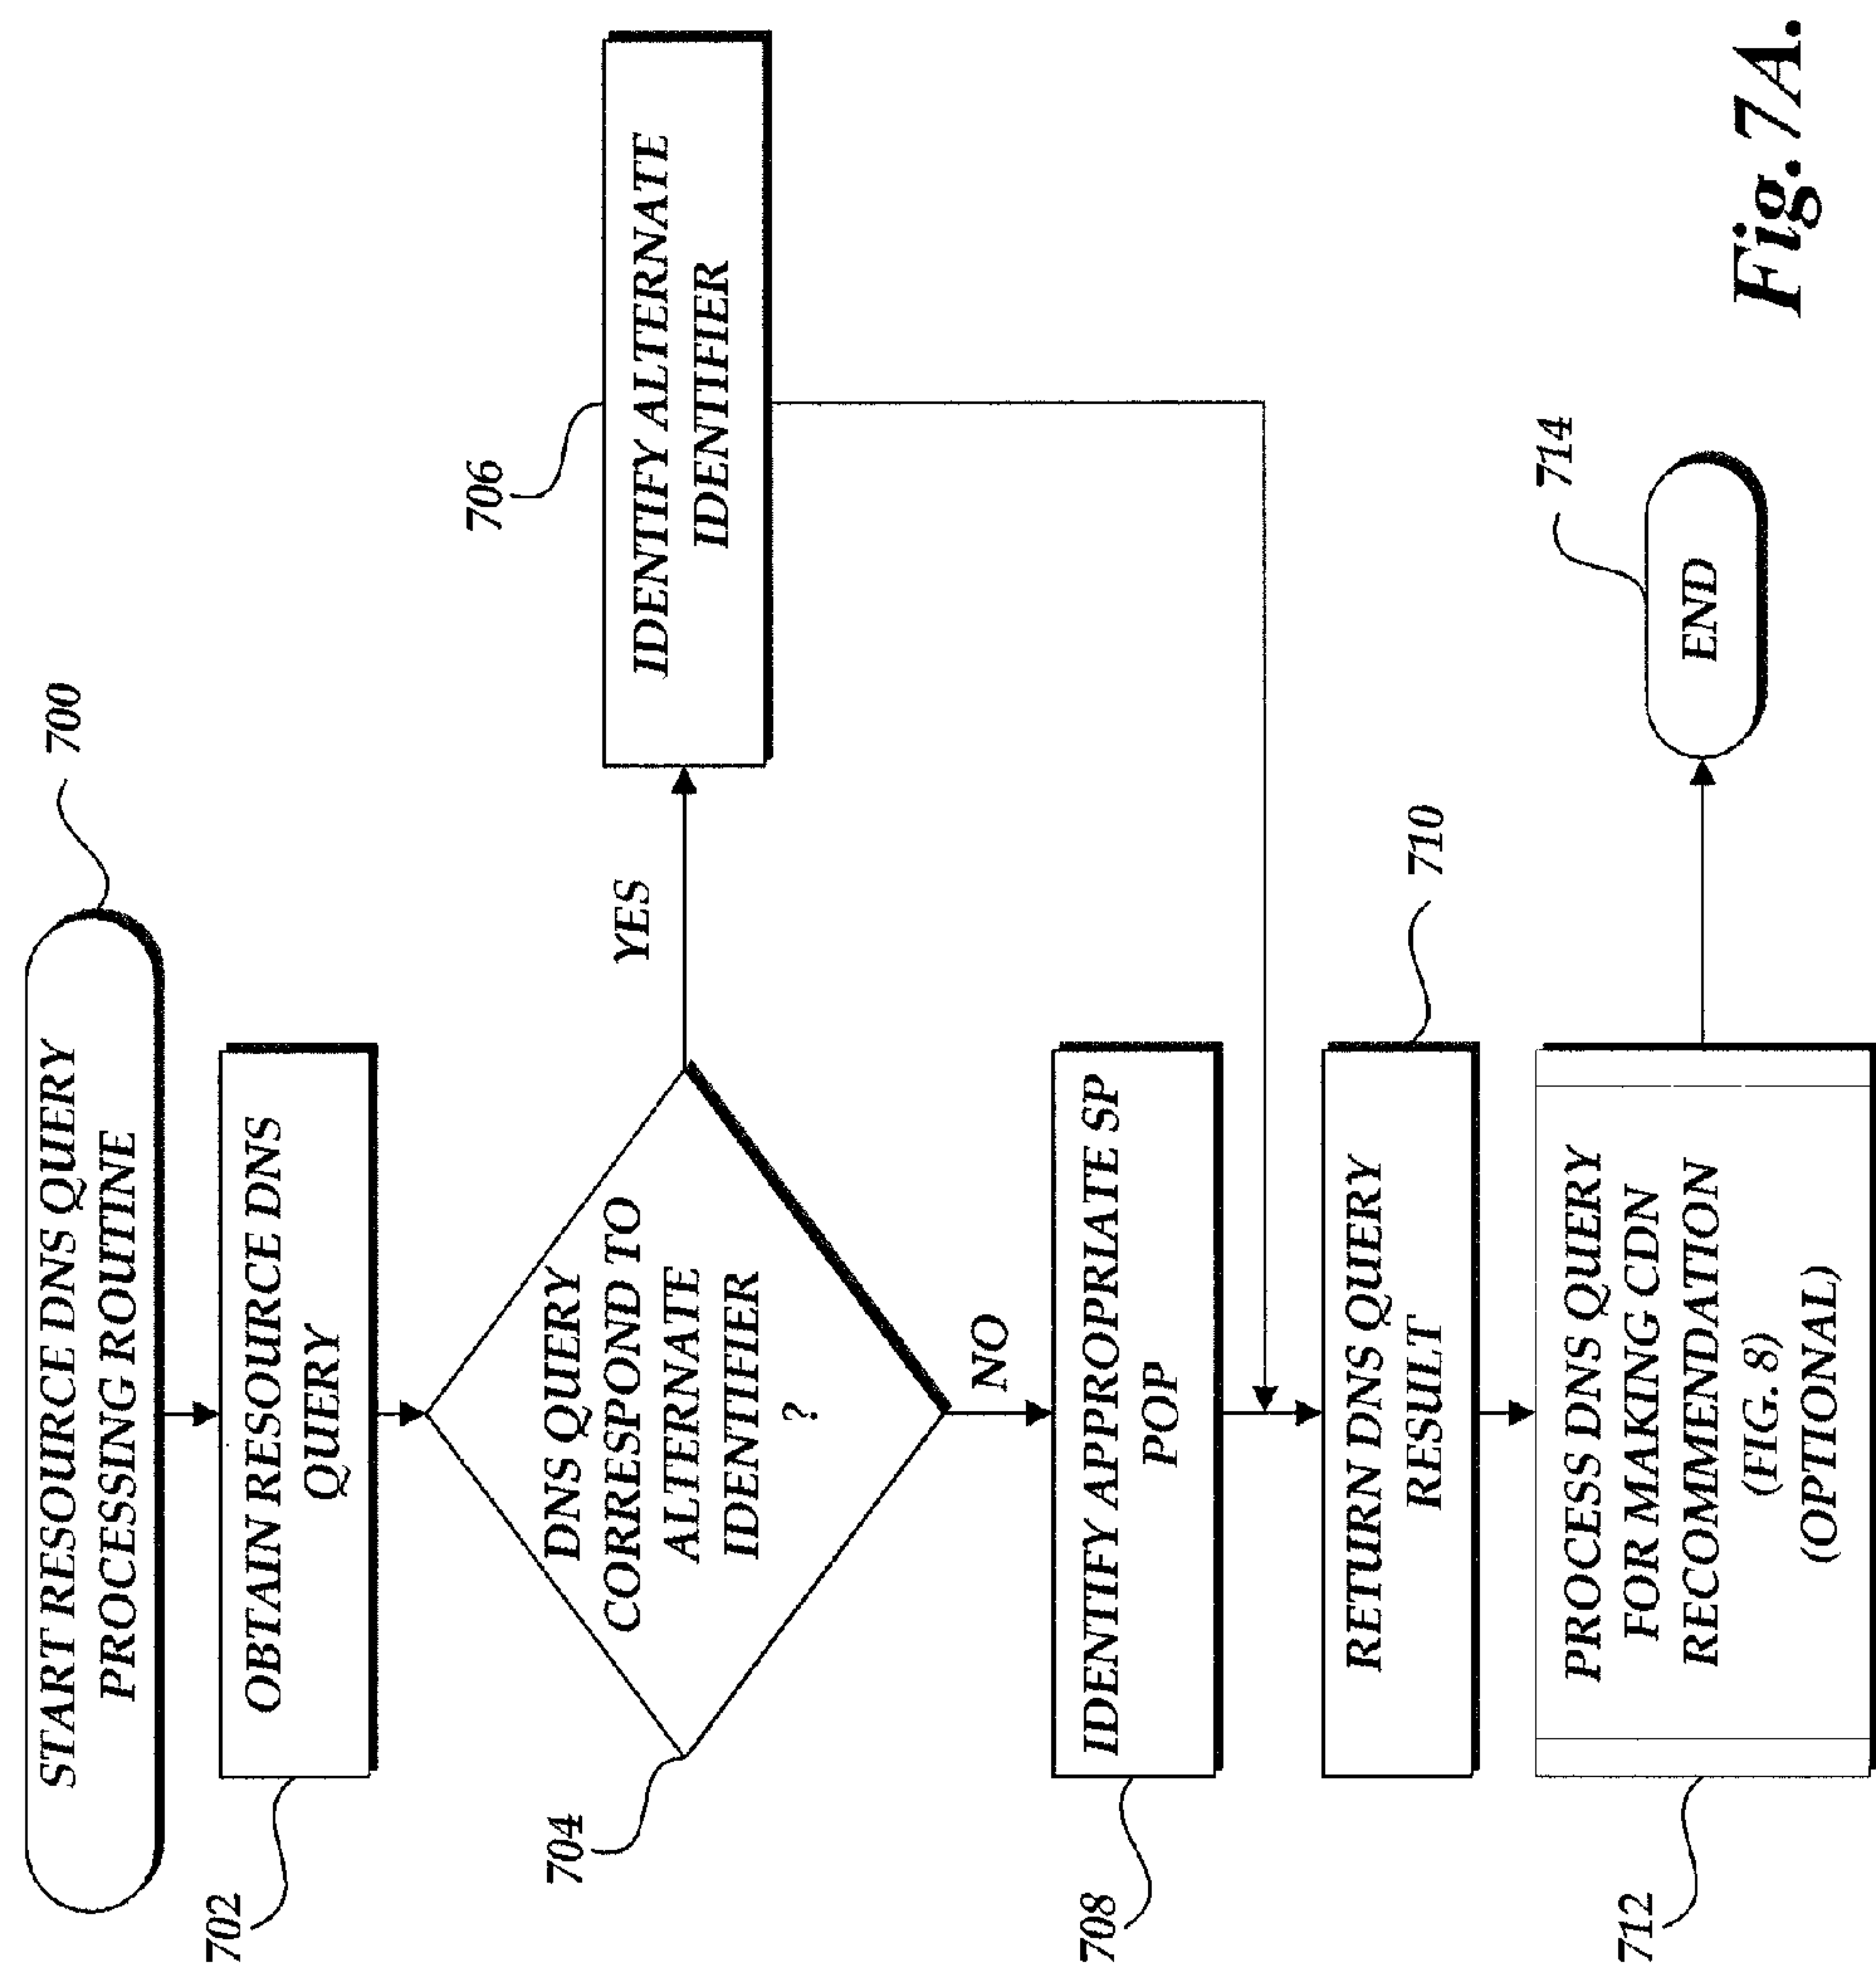 START RESOURCE DNS QUERY
PROCESSING ROUTINE
700
OBTAIN RESOURCE DNS
QUERY
702
DNS QUERY
CORRESPOND TO
ALTERNATE
IDENTIFIER
?
704
YES
IDENTIFY ALTERNATE
IDENTIFIER
706
NO
IDENTIFY APPROPRIATE SP
POP
708
RETURN DNS QUERY
RESULT
710
PROCESS DNS QUERY
FOR MAKING CDN
RECOMMENDATION
(FIG. 8)
(OPTIONAL)
712
END
714
Fig.7A.